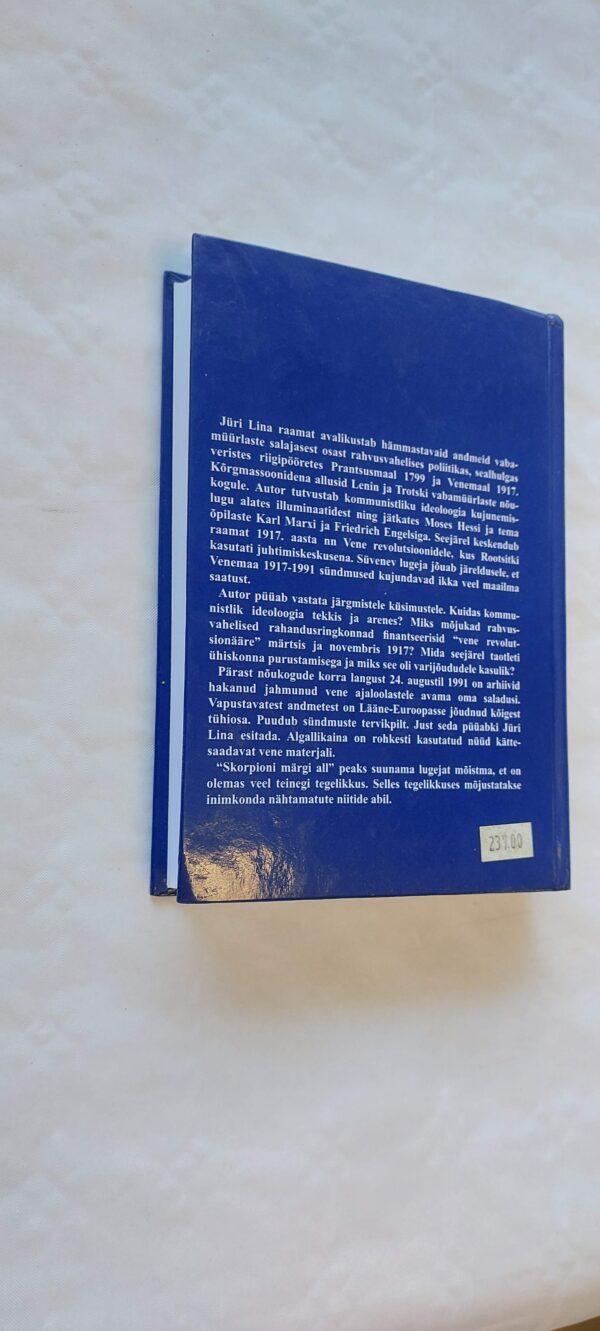 Jüri Lina raamat avalikustab hämmastavaid andmeid vaba-
müürlaste salajasest osast rahvusvahelises poliitikas, sealhulgas
veristes riigipööretes Prantsusmaal 1799 ja Venemaal 1917.
Kõrgmassoonidena allusid Lenin ja Trotski vabamüürlaste nõu-
kogule. Autor tutvustab kommunistliku ideoloogia kujunemis-
lugu alates illuminaatidest ning jätkates Moses Hessi ja tema
õpilaste Karl Marxi ja Friedrich Engelsiga. Seejärel keskendub
raamat 1917. aasta nn Vene revolutsioonidele, kus Rootsitki
kasutati juhtimiskeskusena. Süvenev lugeja jõuab järeldusele, et
Venemaa 1917-1991 sündmused kujundavad ikka veel maailma
saatust.
Autor püüab vastata järgmistele küsimustele. Kuidas kommu-
nistlik ideoloogia tekkis ja arenes? Miks mõjukad rahvus-
vahelised rahandusringkonnad finantseerisid “vene revolut-
sionääre” märtsis ja novembris 1917? Mida seejärel taotleti
ühiskonna purustamisega ja miks see oli varijõududele kasulik?
Pärast nõukogude korra langust 24. augustil 1991 on arhiivid
hakanud jahmunud vene ajaloolastele avama oma saladusi.
Vapustavatest andmetest on Lääne-Euroopasse jõudnud kõigest
tühiosa. Puudub sündmuste tervikpilt. Just seda püüabki Jüri
Lina esitada. Algallikaina on rohkesti kasutatud nüüd kätte-
saadavat vene materjali.
“Skorpioni märgi all” peaks suunama lugejat mõistma, et on
olemas veel teinegi tegelikkus. Selles tegelikkuses mõjustatakse
inimkonda nähtamatute niitide abil.
237.00